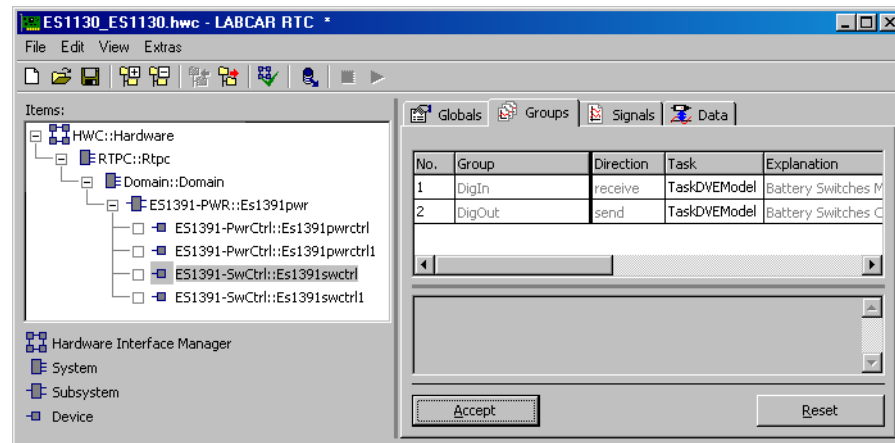 ES1130_ES1130.hwc - LABCAR RTC *
File Edit View Extras
Items:
HWC::Hardware
RTPC::Rtpc
Domain::Domain
ES1391-PWR::Es1391pwr
ES1391-PwrCtrl::Es1391pwrctrl
ES1391-PwrCtrl::Es1391pwrctrl1
ES1391-SwCtrl::Es1391swctrl
ES1391-SwCtrl::Es1391swctrl1
Hardware Interface Manager
System
Subsystem
Device
Globals Groups Signals Data
No. Group Direction Task Explanation
1 DigIn receive TaskDVEModel Battery Switches M
2 DigOut send TaskDVEModel Battery Switches C
Accept Reset